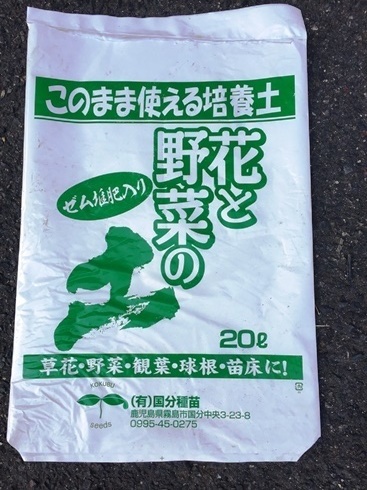 このまま使える培養土
花と
野菜の
土
ゼム堆肥入り
20ℓ
草花・野菜・観葉・球根・苗床に!
KOKUBU
seeds
(有)国分種苗
鹿児島県霧島市国分中央3-23-8
0995-45-0275